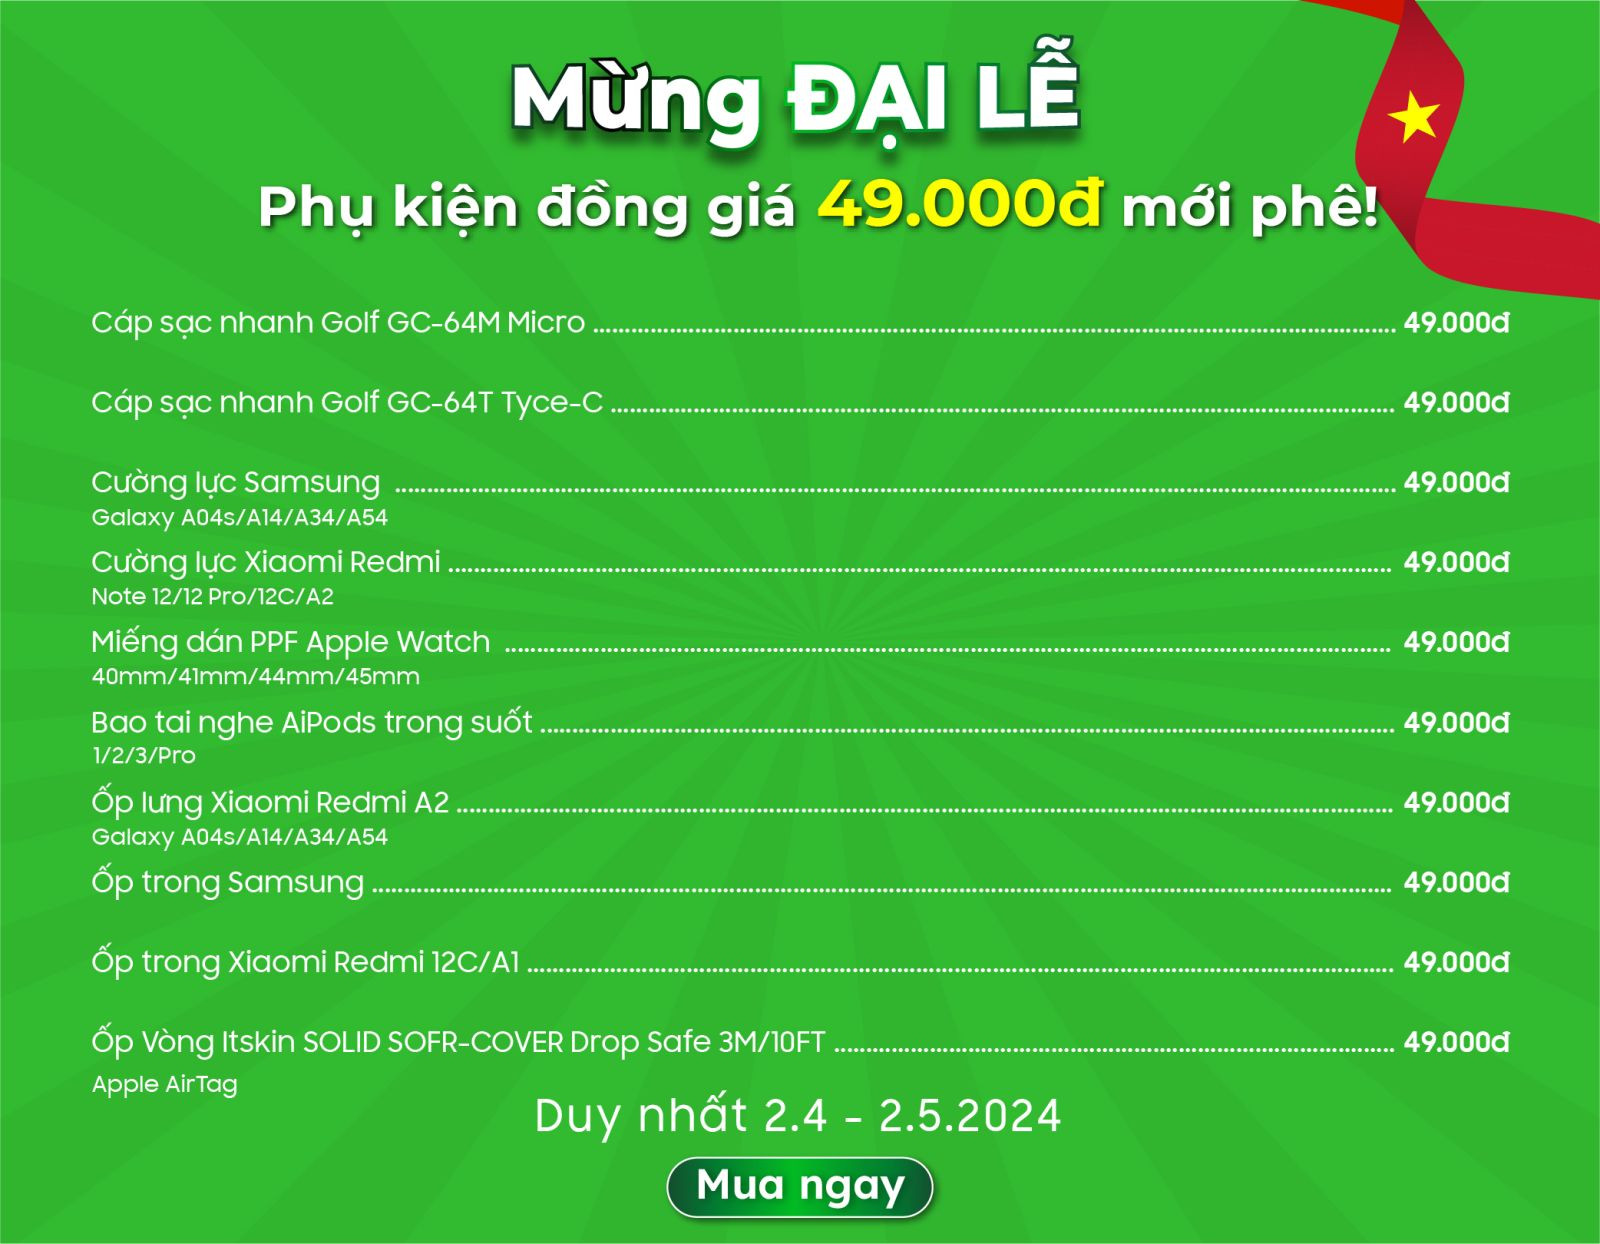 Mừng ĐẠI LỄ
Phụ kiện đồng giá 49.000đ mới phê!
Cáp sạc nhanh Golf GC-64M Micro ........ 49.000đ
Cáp sạc nhanh Golf GC-64T Tyce-C ........ 49.000đ
Cường lực Samsung ........ 49.000đ
Galaxy A04s/A14/A34/A54
Cường lực Xiaomi Redmi ........ 49.000đ
Note 12/12 Pro/12C/A2
Miếng dán PPF Apple Watch ........ 49.000đ
40mm/41mm/44mm/45mm
Bao tai nghe AiPods trong suốt ........ 49.000đ
1/2/3/Pro
Ốp lưng Xiaomi Redmi A2 ........ 49.000đ
Galaxy A04s/A14/A34/A54
Ốp trong Samsung ........ 49.000đ
Ốp trong Xiaomi Redmi 12C/A1 ........ 49.000đ
Ốp Vòng Itskin SOLID SOFR-COVER Drop Safe 3M/10FT ........ 49.000đ
Apple AirTag
Duy nhất 2.4 - 2.5.2024
Mua ngay